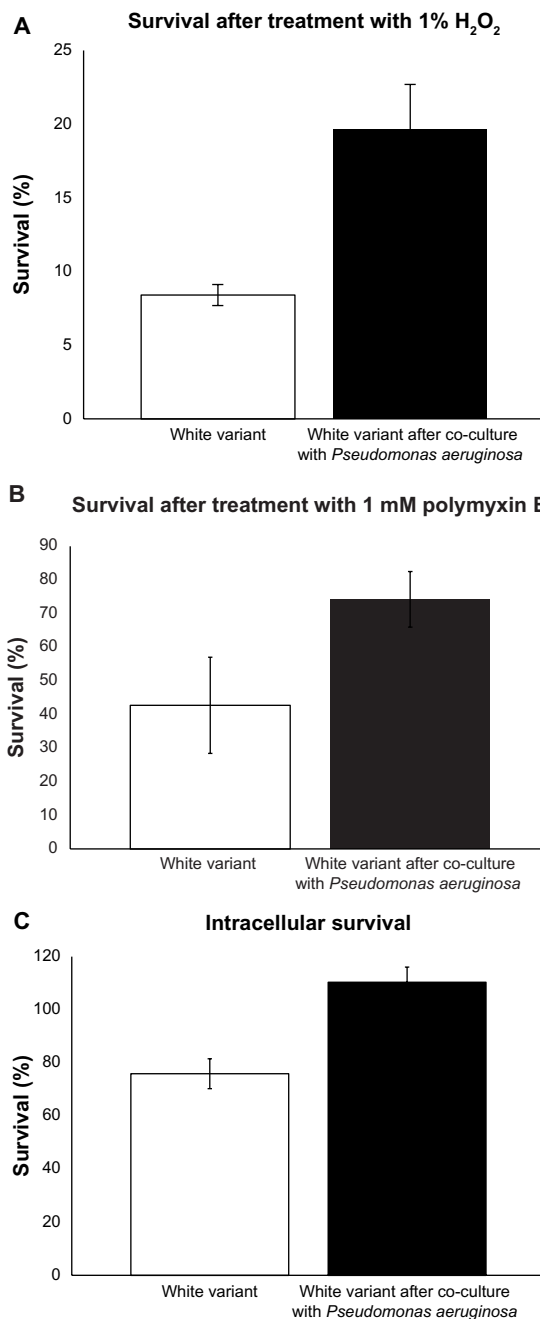 A
Survival after treatment with 1% H₂O₂
Survival (%)
25
20
15
10
5
0
White variant
White variant after co-culture
with Pseudomonas aeruginosa
B
Survival after treatment with 1 mM polymyxin B
Survival (%)
90
80
70
60
50
40
30
20
10
0
White variant
White variant after co-culture
with Pseudomonas aeruginosa
C
Intracellular survival
Survival (%)
120
100
80
60
40
20
0
White variant
White variant after co-culture
with Pseudomonas aeruginosa